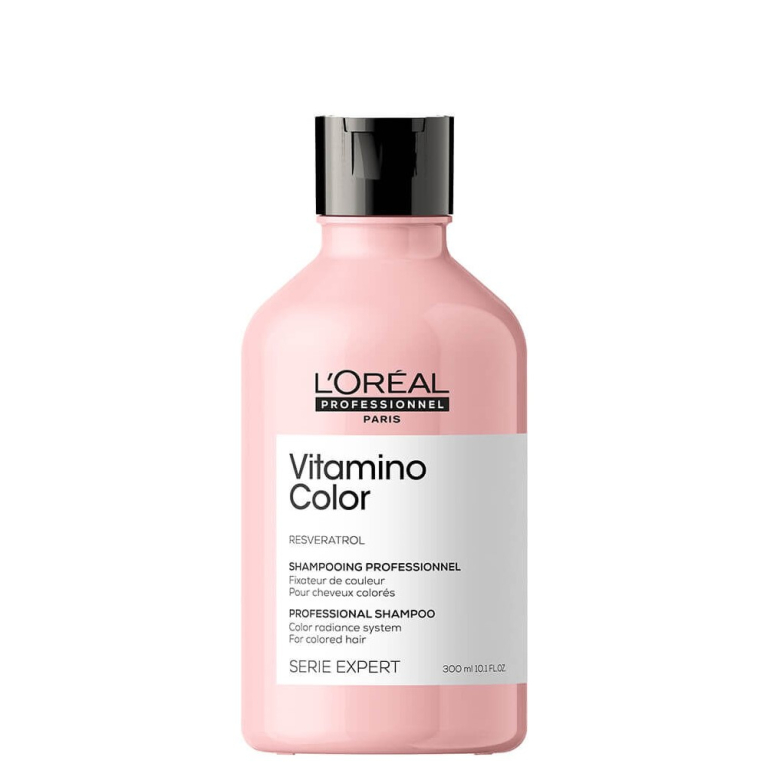 L'ORÉAL
PROFESSIONNEL
PARIS
Vitamino
Color
RESVERATROL
SHAMPOOING PROFESSIONNEL
Fixateur de couleur
Pour cheveux colorés
PROFESSIONAL SHAMPOO
Color radiance system
For colored hair
SERIE EXPERT 300 ml 10.1 FL.OZ.